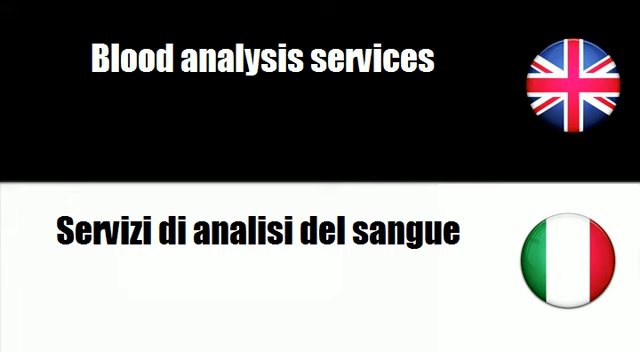 Blood analysis services
Servizi di analisi del sangue